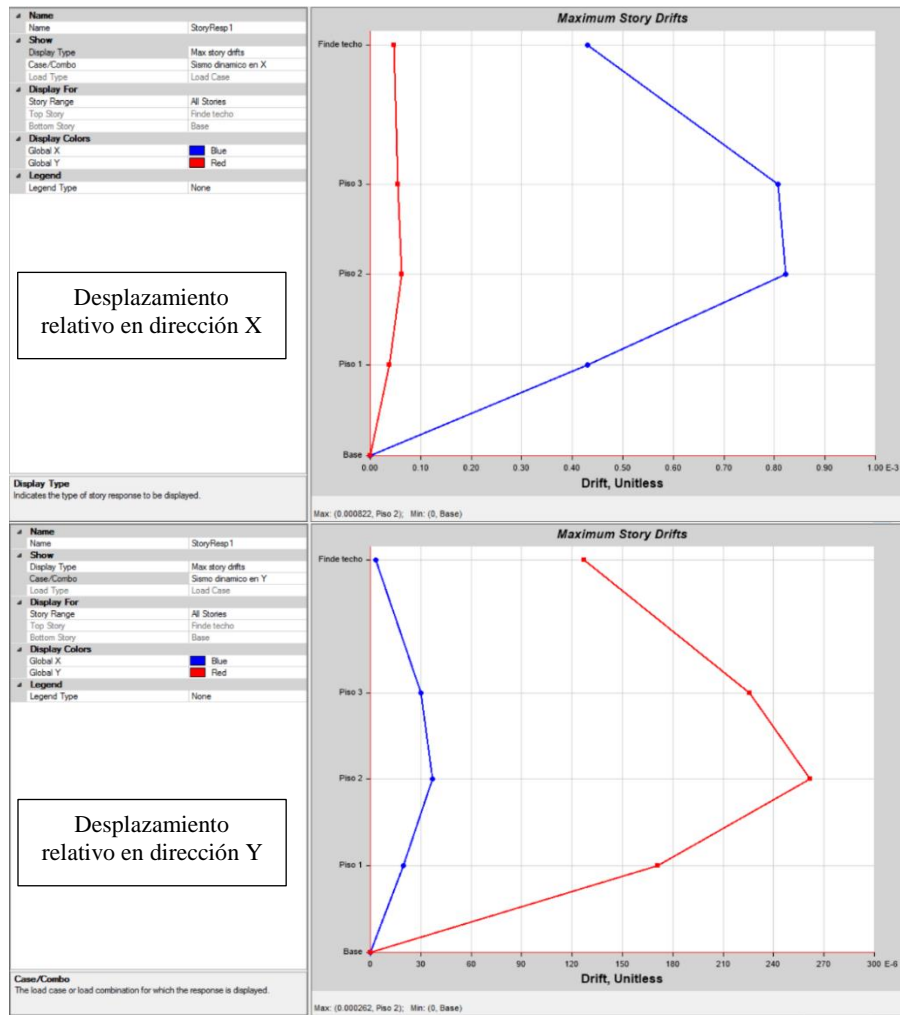 Name
Name StoryResp1
Show
Display Type Max story drifts
Case/Combo Sismo dinamico en X
Load Type Load Case
Display For
Story Range All Stories
Top Story Finde techo
Bottom Story Base
Display Colors
Global X Blue
Global Y Red
Legend
Legend Type None
Desplazamiento
relativo en dirección X
Display Type
Indicates the type of story response to be displayed.
Maximum Story Drifts
Finde techo
Piso 3
Piso 2
Piso 1
Base
0.00 0.10 0.20 0.30 0.40 0.50 0.60 0.70 0.80 0.90 1.00 E-3
Drift, Unitless
Max: (0.000822, Piso 2); Min: (0, Base)
Name
Name StoryResp1
Show
Display Type Max story drifts
Case/Combo Sismo dinamico en Y
Load Type Load Case
Display For
Story Range All Stories
Top Story Finde techo
Bottom Story Base
Display Colors
Global X Blue
Global Y Red
Legend
Legend Type None
Desplazamiento
relativo en dirección Y
Case/Combo
The load case or load combination for which the response is displayed.
Maximum Story Drifts
Finde techo
Piso 3
Piso 2
Piso 1
Base
0 30 60 90 120 150 180 210 240 270 300 E-6
Drift, Unitless
Max: (0.000262, Piso 2); Min: (0, Base)